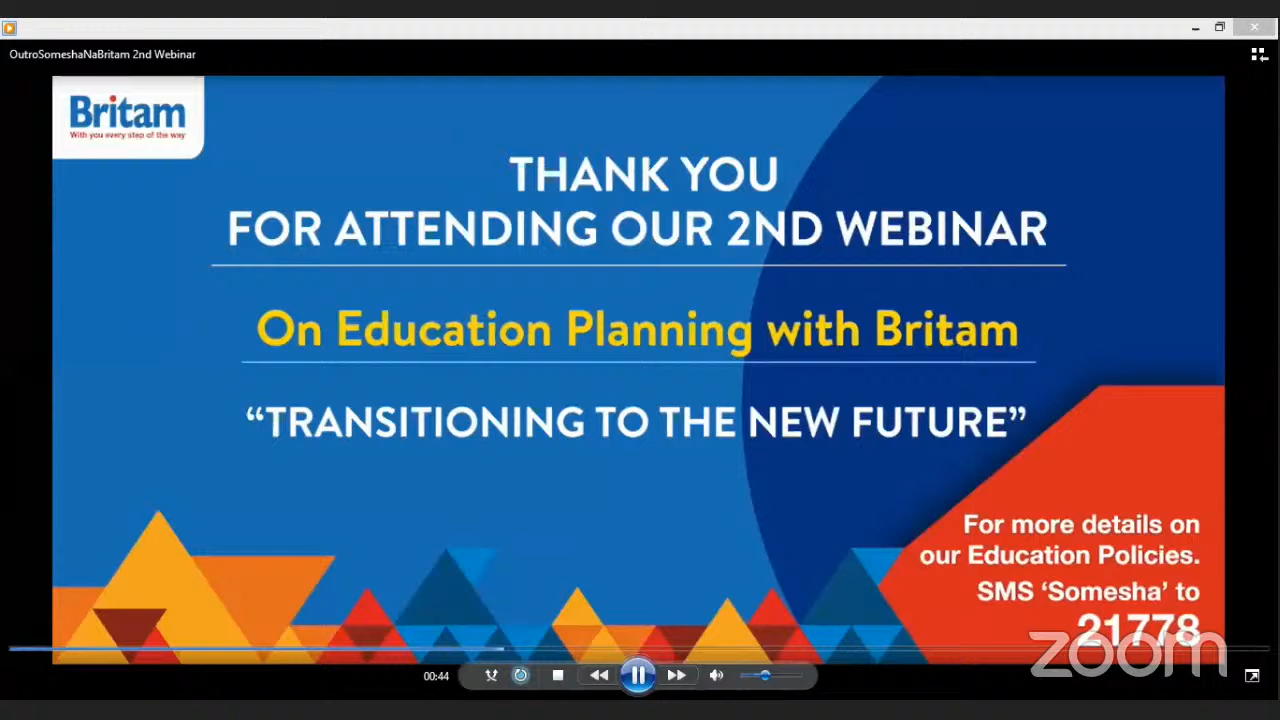 OutroSomeshaNaBritam 2nd Webinar
Britam
With you every step of the way
THANK YOU
FOR ATTENDING OUR 2ND WEBINAR
On Education Planning with Britam
“TRANSITIONING TO THE NEW FUTURE”
For more details on
our Education Policies.
SMS ‘Somesha’ to
21778
zoom
00:44